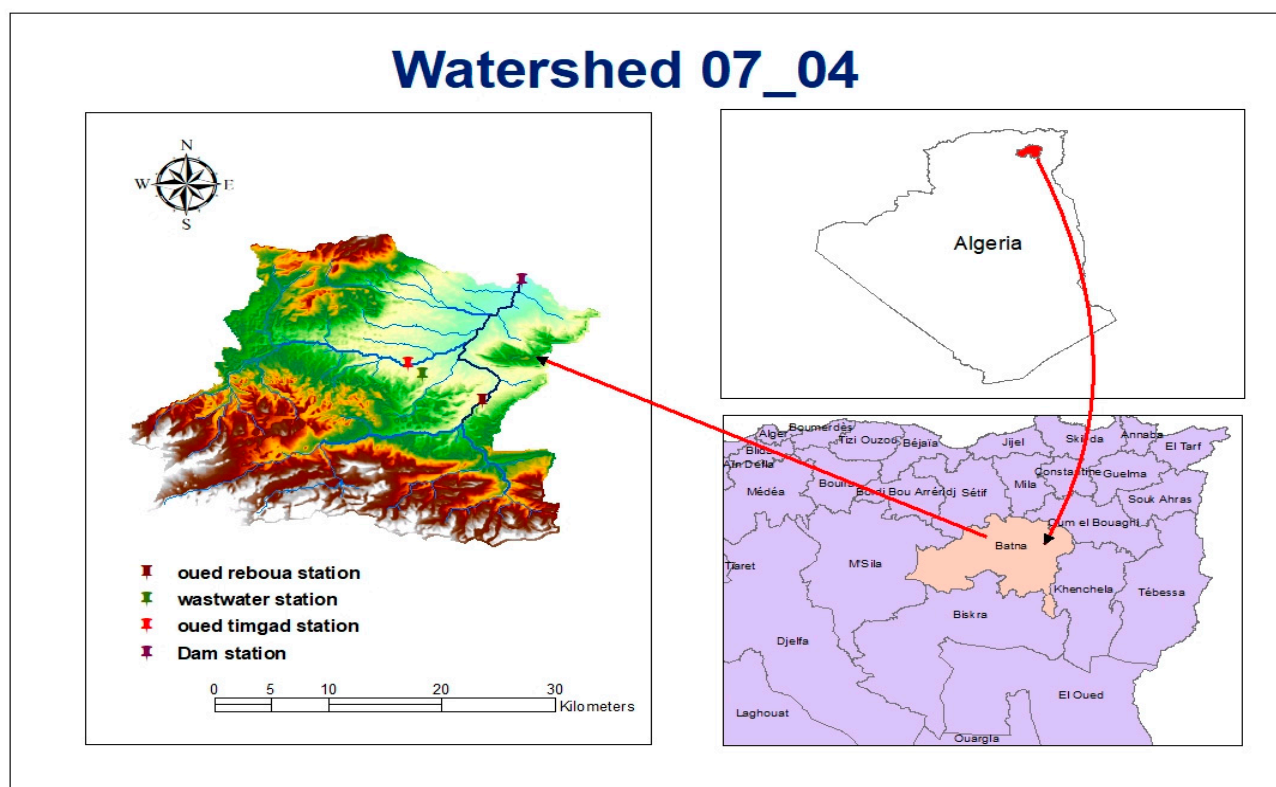 Watershed 07_04
N
W E
S
oued reboua station
wastwater station
oued timgad station
Dam station
0 5 10 20 30
Kilometers
Algeria
Alger Boumerdès Tizi Ouzou Béjaïa Jijel Skikda Annaba El Tarf
Blida
Aïn Defla Médéa Bouira Bordj Bou Arréridj Sétif Mila Constantine Guelma
Souk Ahras
Oum el Bouaghi
Batna
Tiaret M'Sila Khenchela Tébessa
Biskra
Djelfa
El Oued
Laghouat
Ouargla